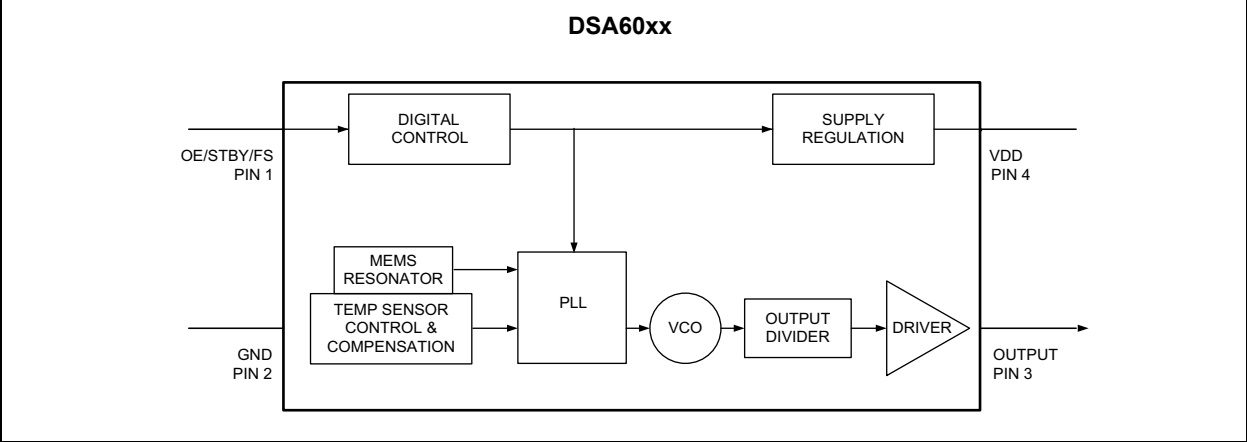 DSA60xx
DIGITAL
CONTROL
SUPPLY
REGULATION
OE/STBY/FS
PIN 1
VDD
PIN 4
MEMS
RESONATOR
TEMP SENSOR
CONTROL &
COMPENSATION
PLL
VCO
OUTPUT
DIVIDER
DRIVER
GND
PIN 2
OUTPUT
PIN 3